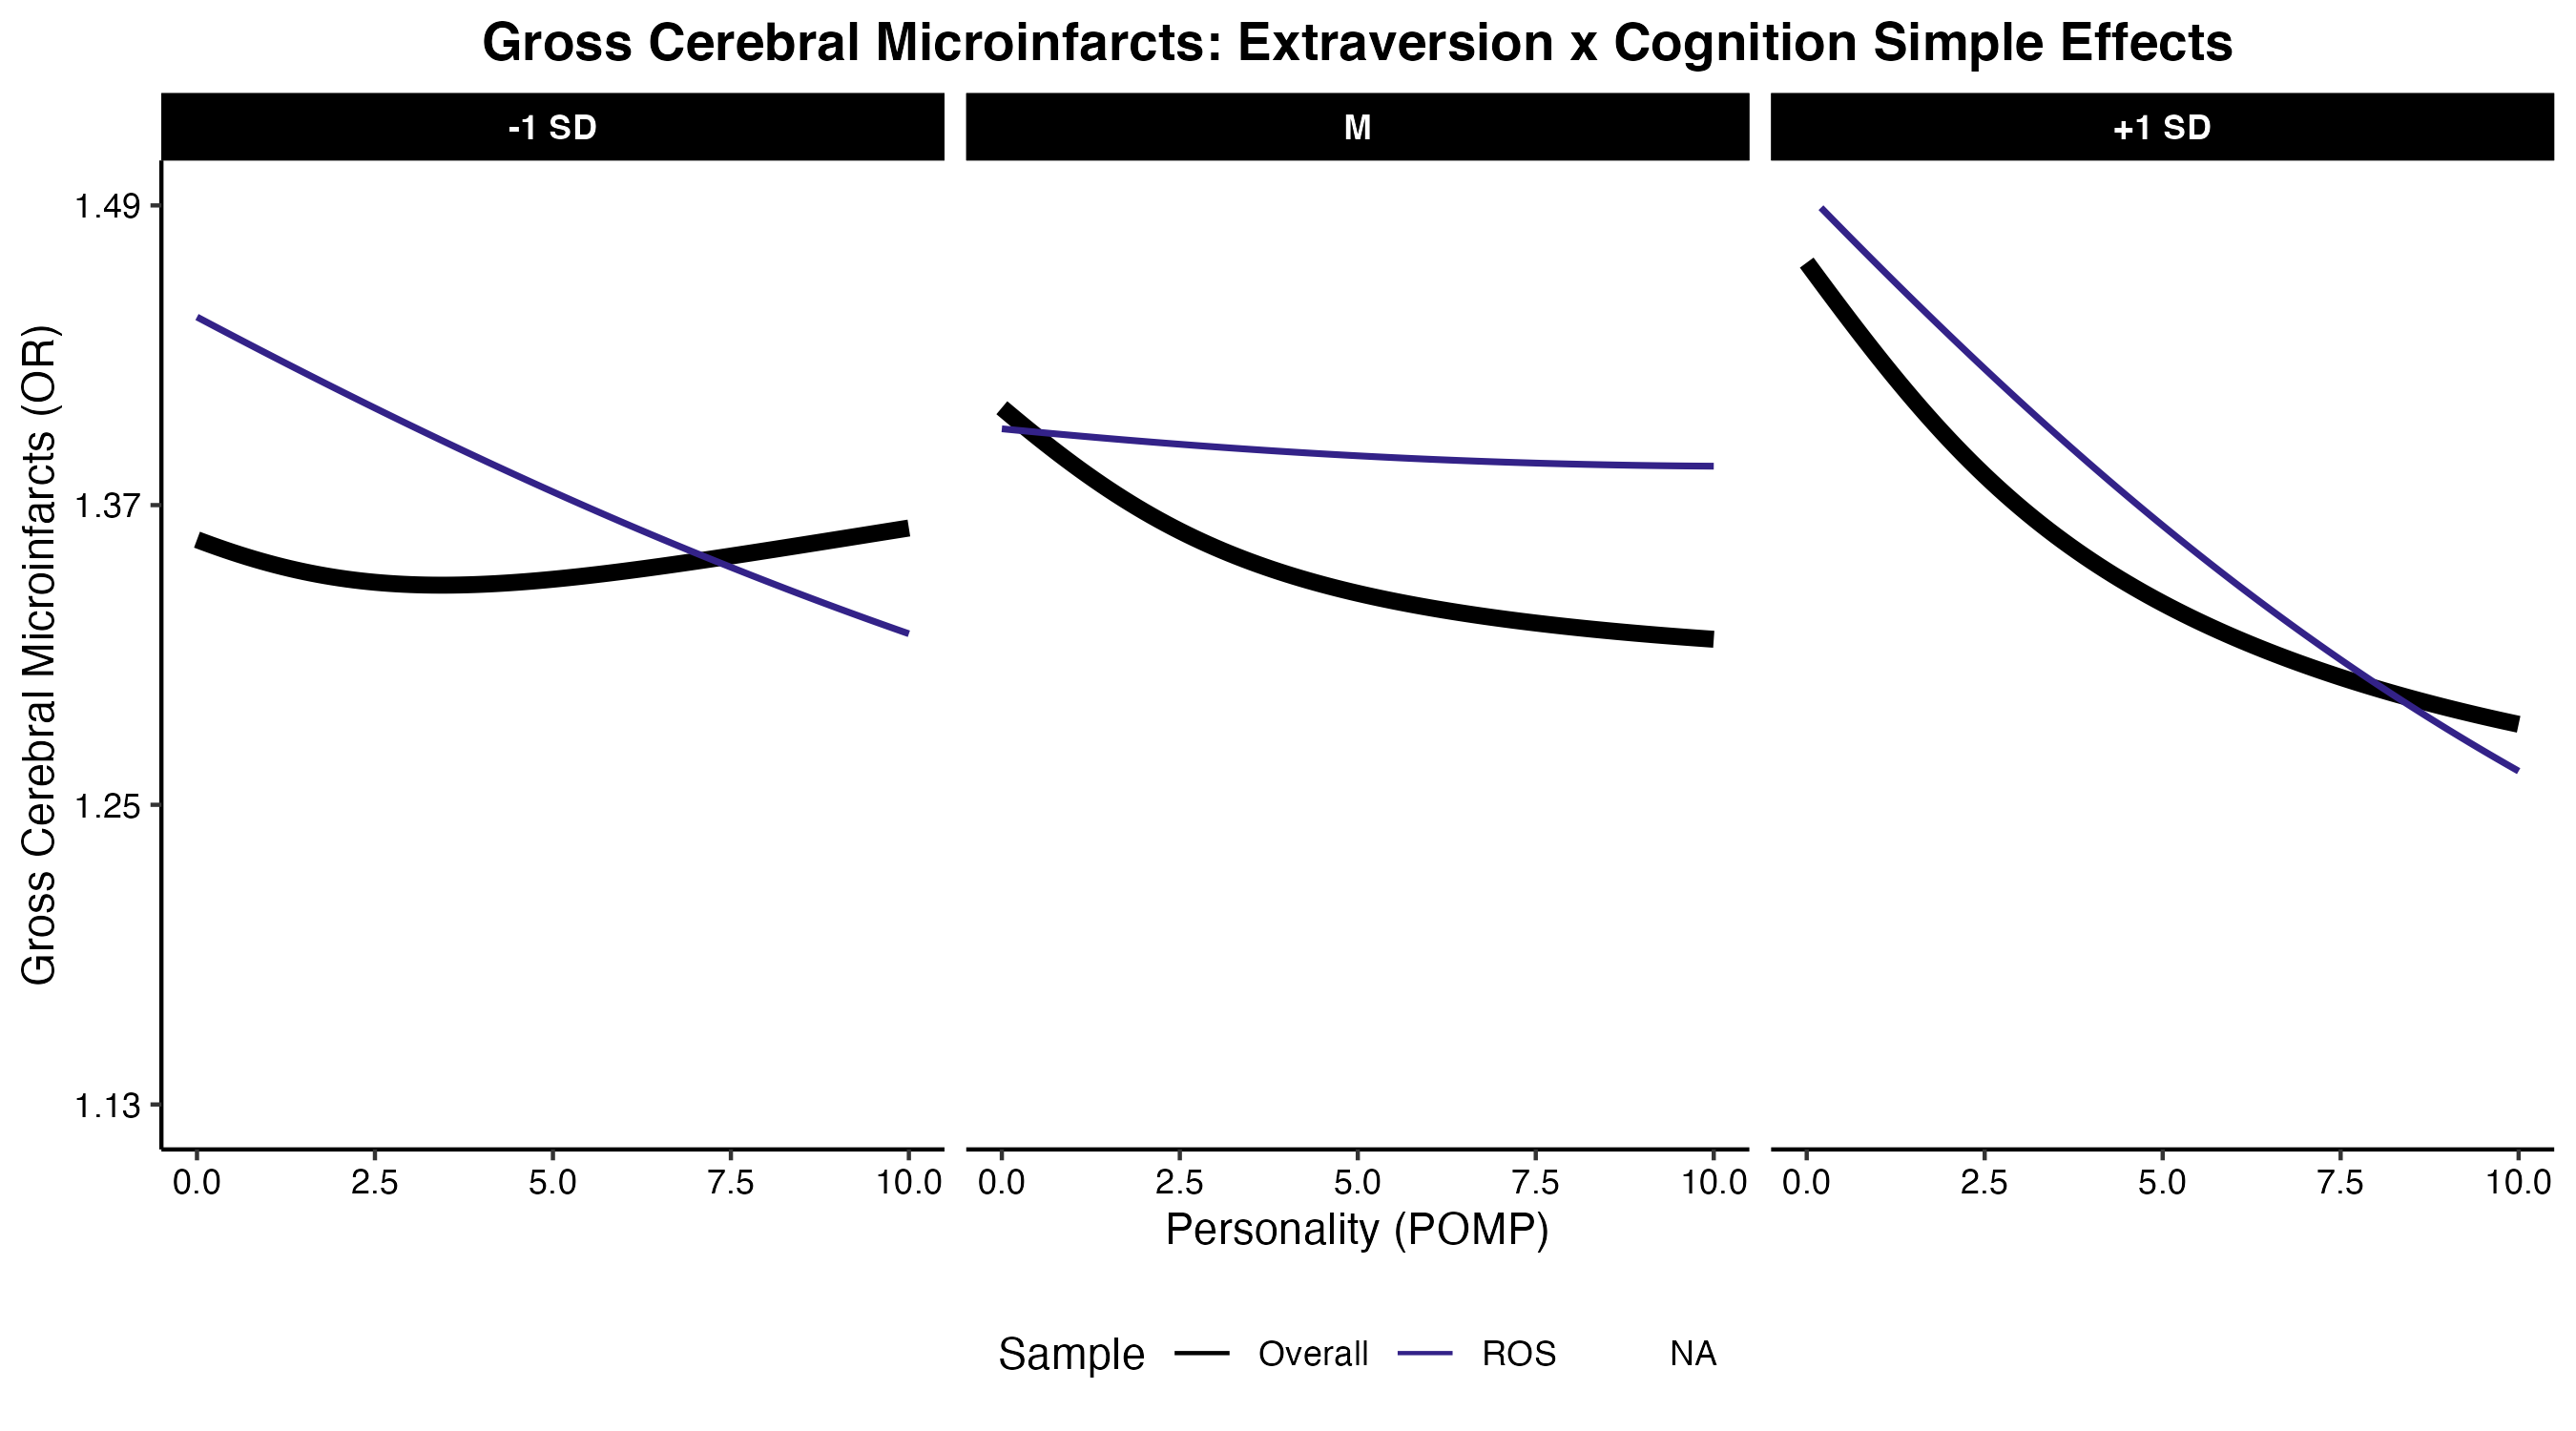 Gross Cerebral Microinfarcts: Extraversion x Cognition Simple Effects
-1 SD
M
+1 SD
Gross Cerebral Microinfarcts (OR)
1.49
1.37
1.25
1.13
0.0 2.5 5.0 7.5 10.0
0.0 2.5 5.0 7.5 10.0
0.0 2.5 5.0 7.5 10.0
Personality (POMP)
Sample Overall ROS NA